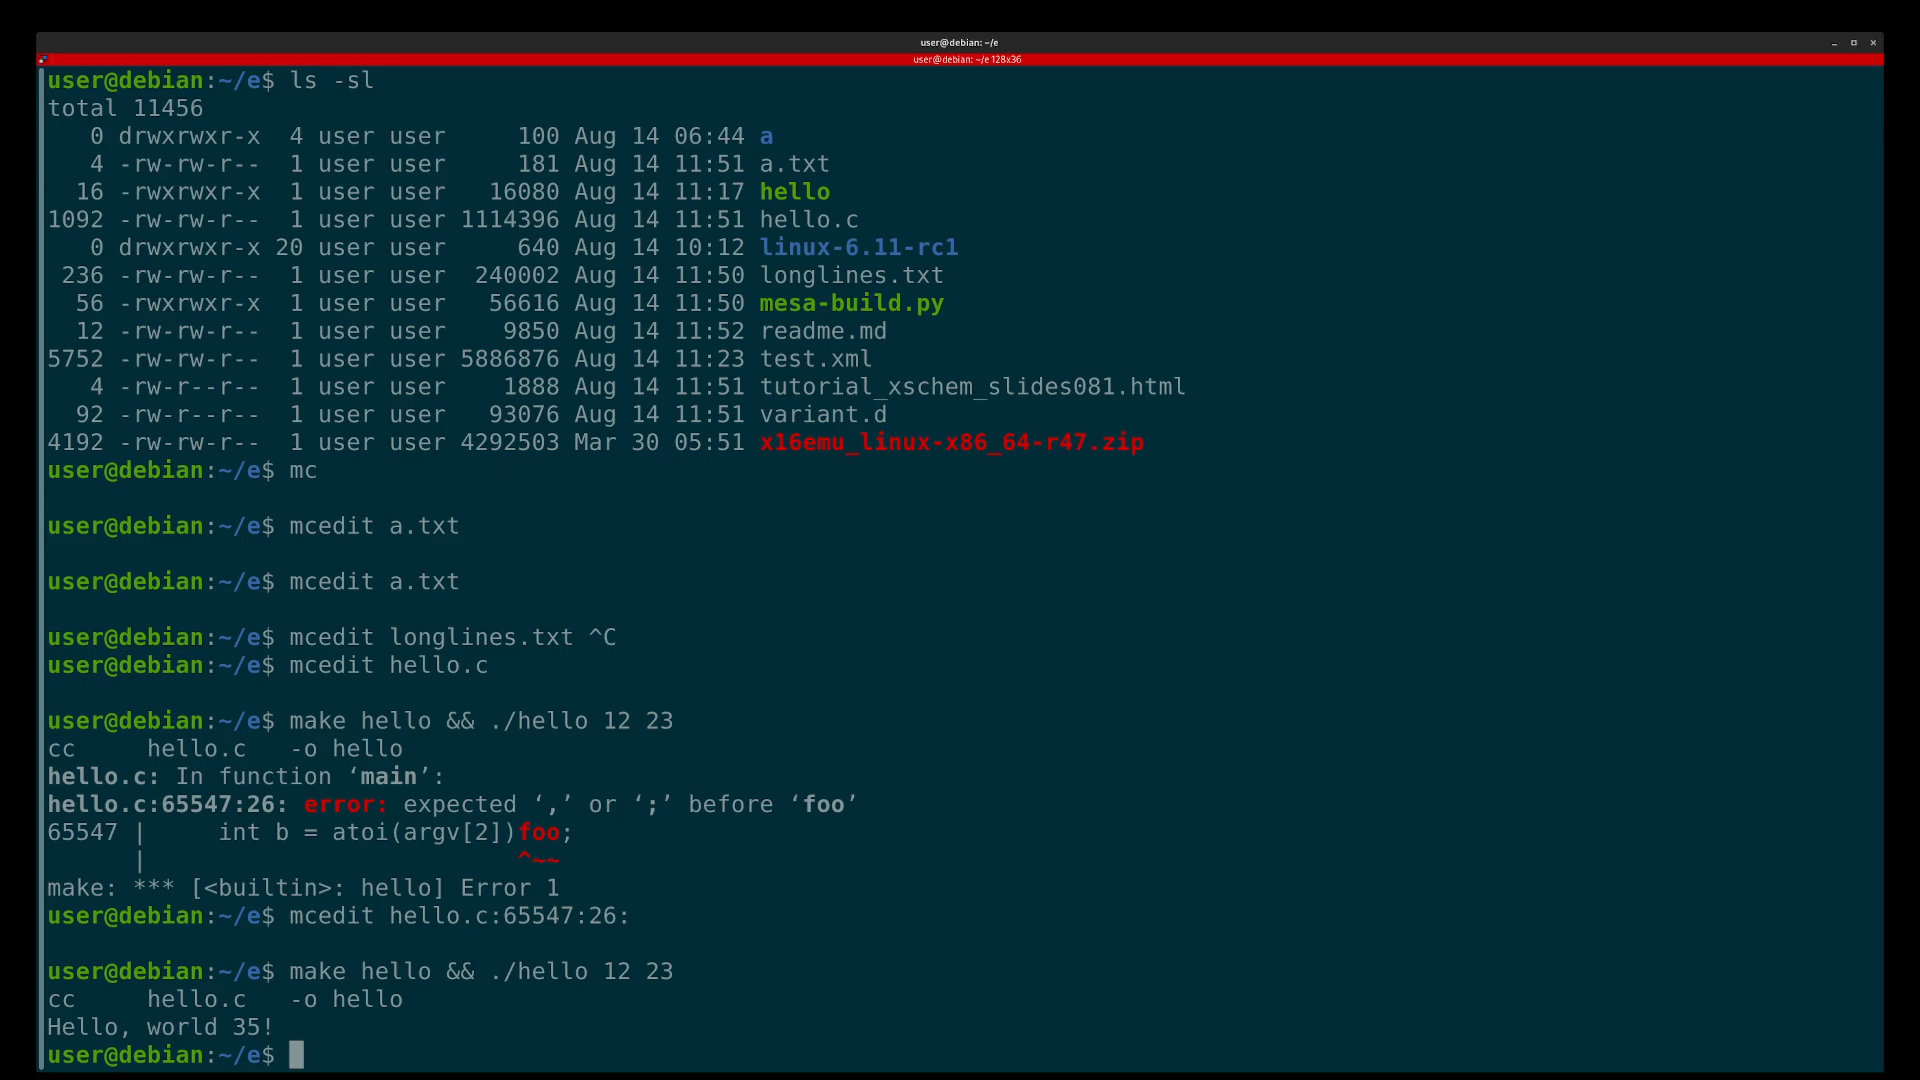 user@debian: ~/e
user@debian: ~/e 128x36
user@debian:~/e$ ls -sl
total 11456
   0 drwxrwxr-x  4 user user     100 Aug 14 06:44 a
   4 -rw-rw-r--  1 user user     181 Aug 14 11:51 a.txt
  16 -rwxrwxr-x  1 user user   16080 Aug 14 11:17 hello
1092 -rw-rw-r--  1 user user 1114396 Aug 14 11:51 hello.c
   0 drwxrwxr-x 20 user user     640 Aug 14 10:12 linux-6.11-rc1
 236 -rw-rw-r--  1 user user  240002 Aug 14 11:50 longlines.txt
  56 -rwxrwxr-x  1 user user   56616 Aug 14 11:50 mesa-build.py
  12 -rw-rw-r--  1 user user    9850 Aug 14 11:52 readme.md
5752 -rw-rw-r--  1 user user 5886876 Aug 14 11:23 test.xml
   4 -rw-r--r--  1 user user    1888 Aug 14 11:51 tutorial_xschem_slides081.html
  92 -rw-r--r--  1 user user   93076 Aug 14 11:51 variant.d
4192 -rw-rw-r--  1 user user 4292503 Mar 30 05:51 x16emu_linux-x86_64-r47.zip
user@debian:~/e$ mc
user@debian:~/e$ mcedit a.txt
user@debian:~/e$ mcedit a.txt
user@debian:~/e$ mcedit longlines.txt ^C
user@debian:~/e$ mcedit hello.c
user@debian:~/e$ make hello && ./hello 12 23
cc     hello.c   -o hello
hello.c: In function ‘main’:
hello.c:65547:26: error: expected ‘,’ or ‘;’ before ‘foo’
65547 |     int b = atoi(argv[2])foo;
      |                          ^~~
make: *** [<builtin>: hello] Error 1
user@debian:~/e$ mcedit hello.c:65547:26:
user@debian:~/e$ make hello && ./hello 12 23
cc     hello.c   -o hello
Hello, world 35!
user@debian:~/e$